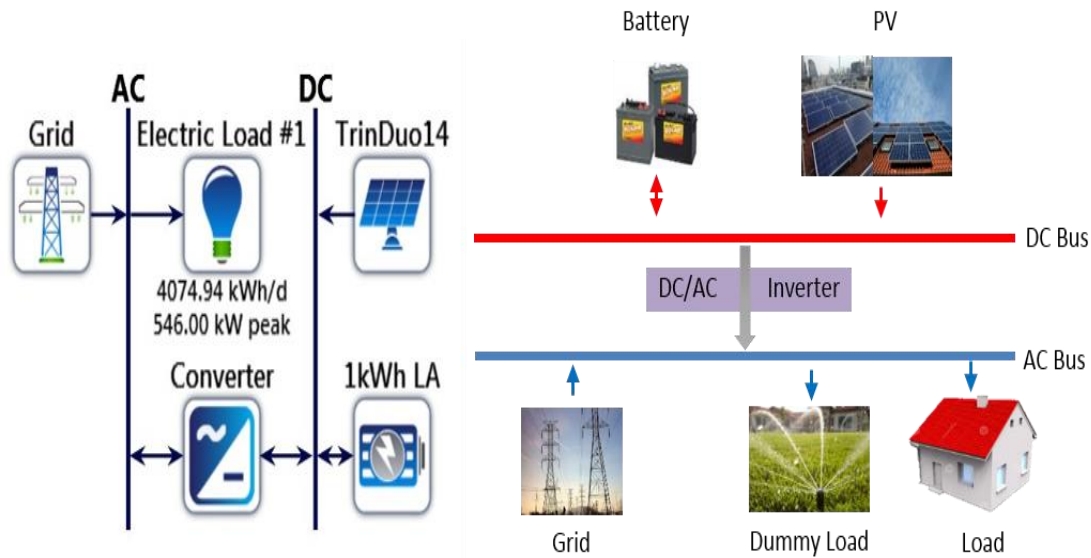 AC
DC
Grid
Electric Load #1
TrinDuo14
4074.94 kWh/d
546.00 kW peak
Converter
1kWh LA
Battery
PV
DC Bus
DC/AC
Inverter
AC Bus
Grid
Dummy Load
Load